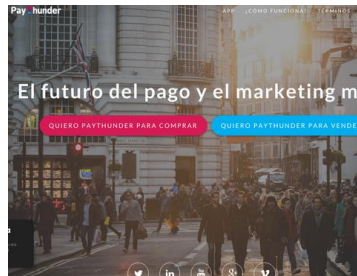 Paythunder
APP ¿CÓMO FUNCIONA? TÉRMINOS
El futuro del pago y el marketing m
QUIERO PAYTHUNDER PARA COMPRAR
QUIERO PAYTHUNDER PARA VENDE
in
g+
v